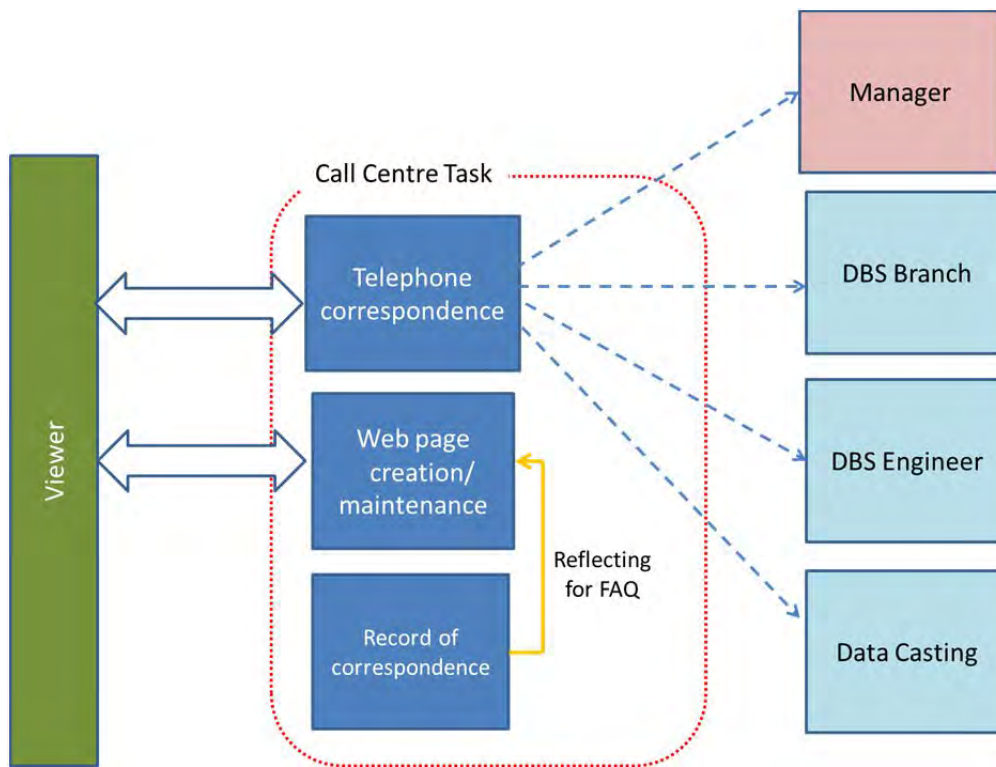 Viewer
Call Centre Task
Telephone
correspondence
Web page
creation/
maintenance
Record of
correspondence
Reflecting
for FAQ
Manager
DBS Branch
DBS Engineer
Data Casting